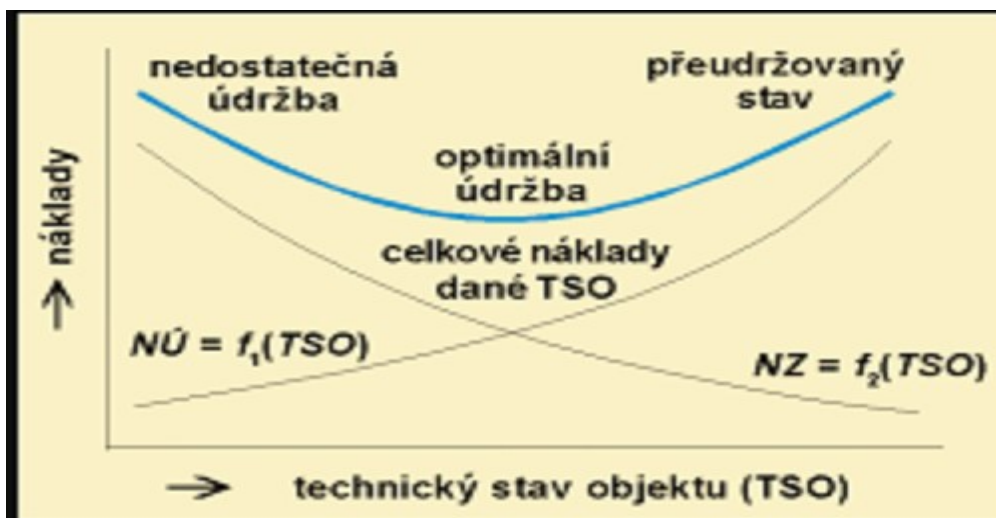 nedostatečná
údržba
přeudržovaný
stav
optimální
údržba
celkové náklady
dané TSO
→ náklady
NÚ = f₁(TSO)
NZ = f₂(TSO)
→ technický stav objektu (TSO)